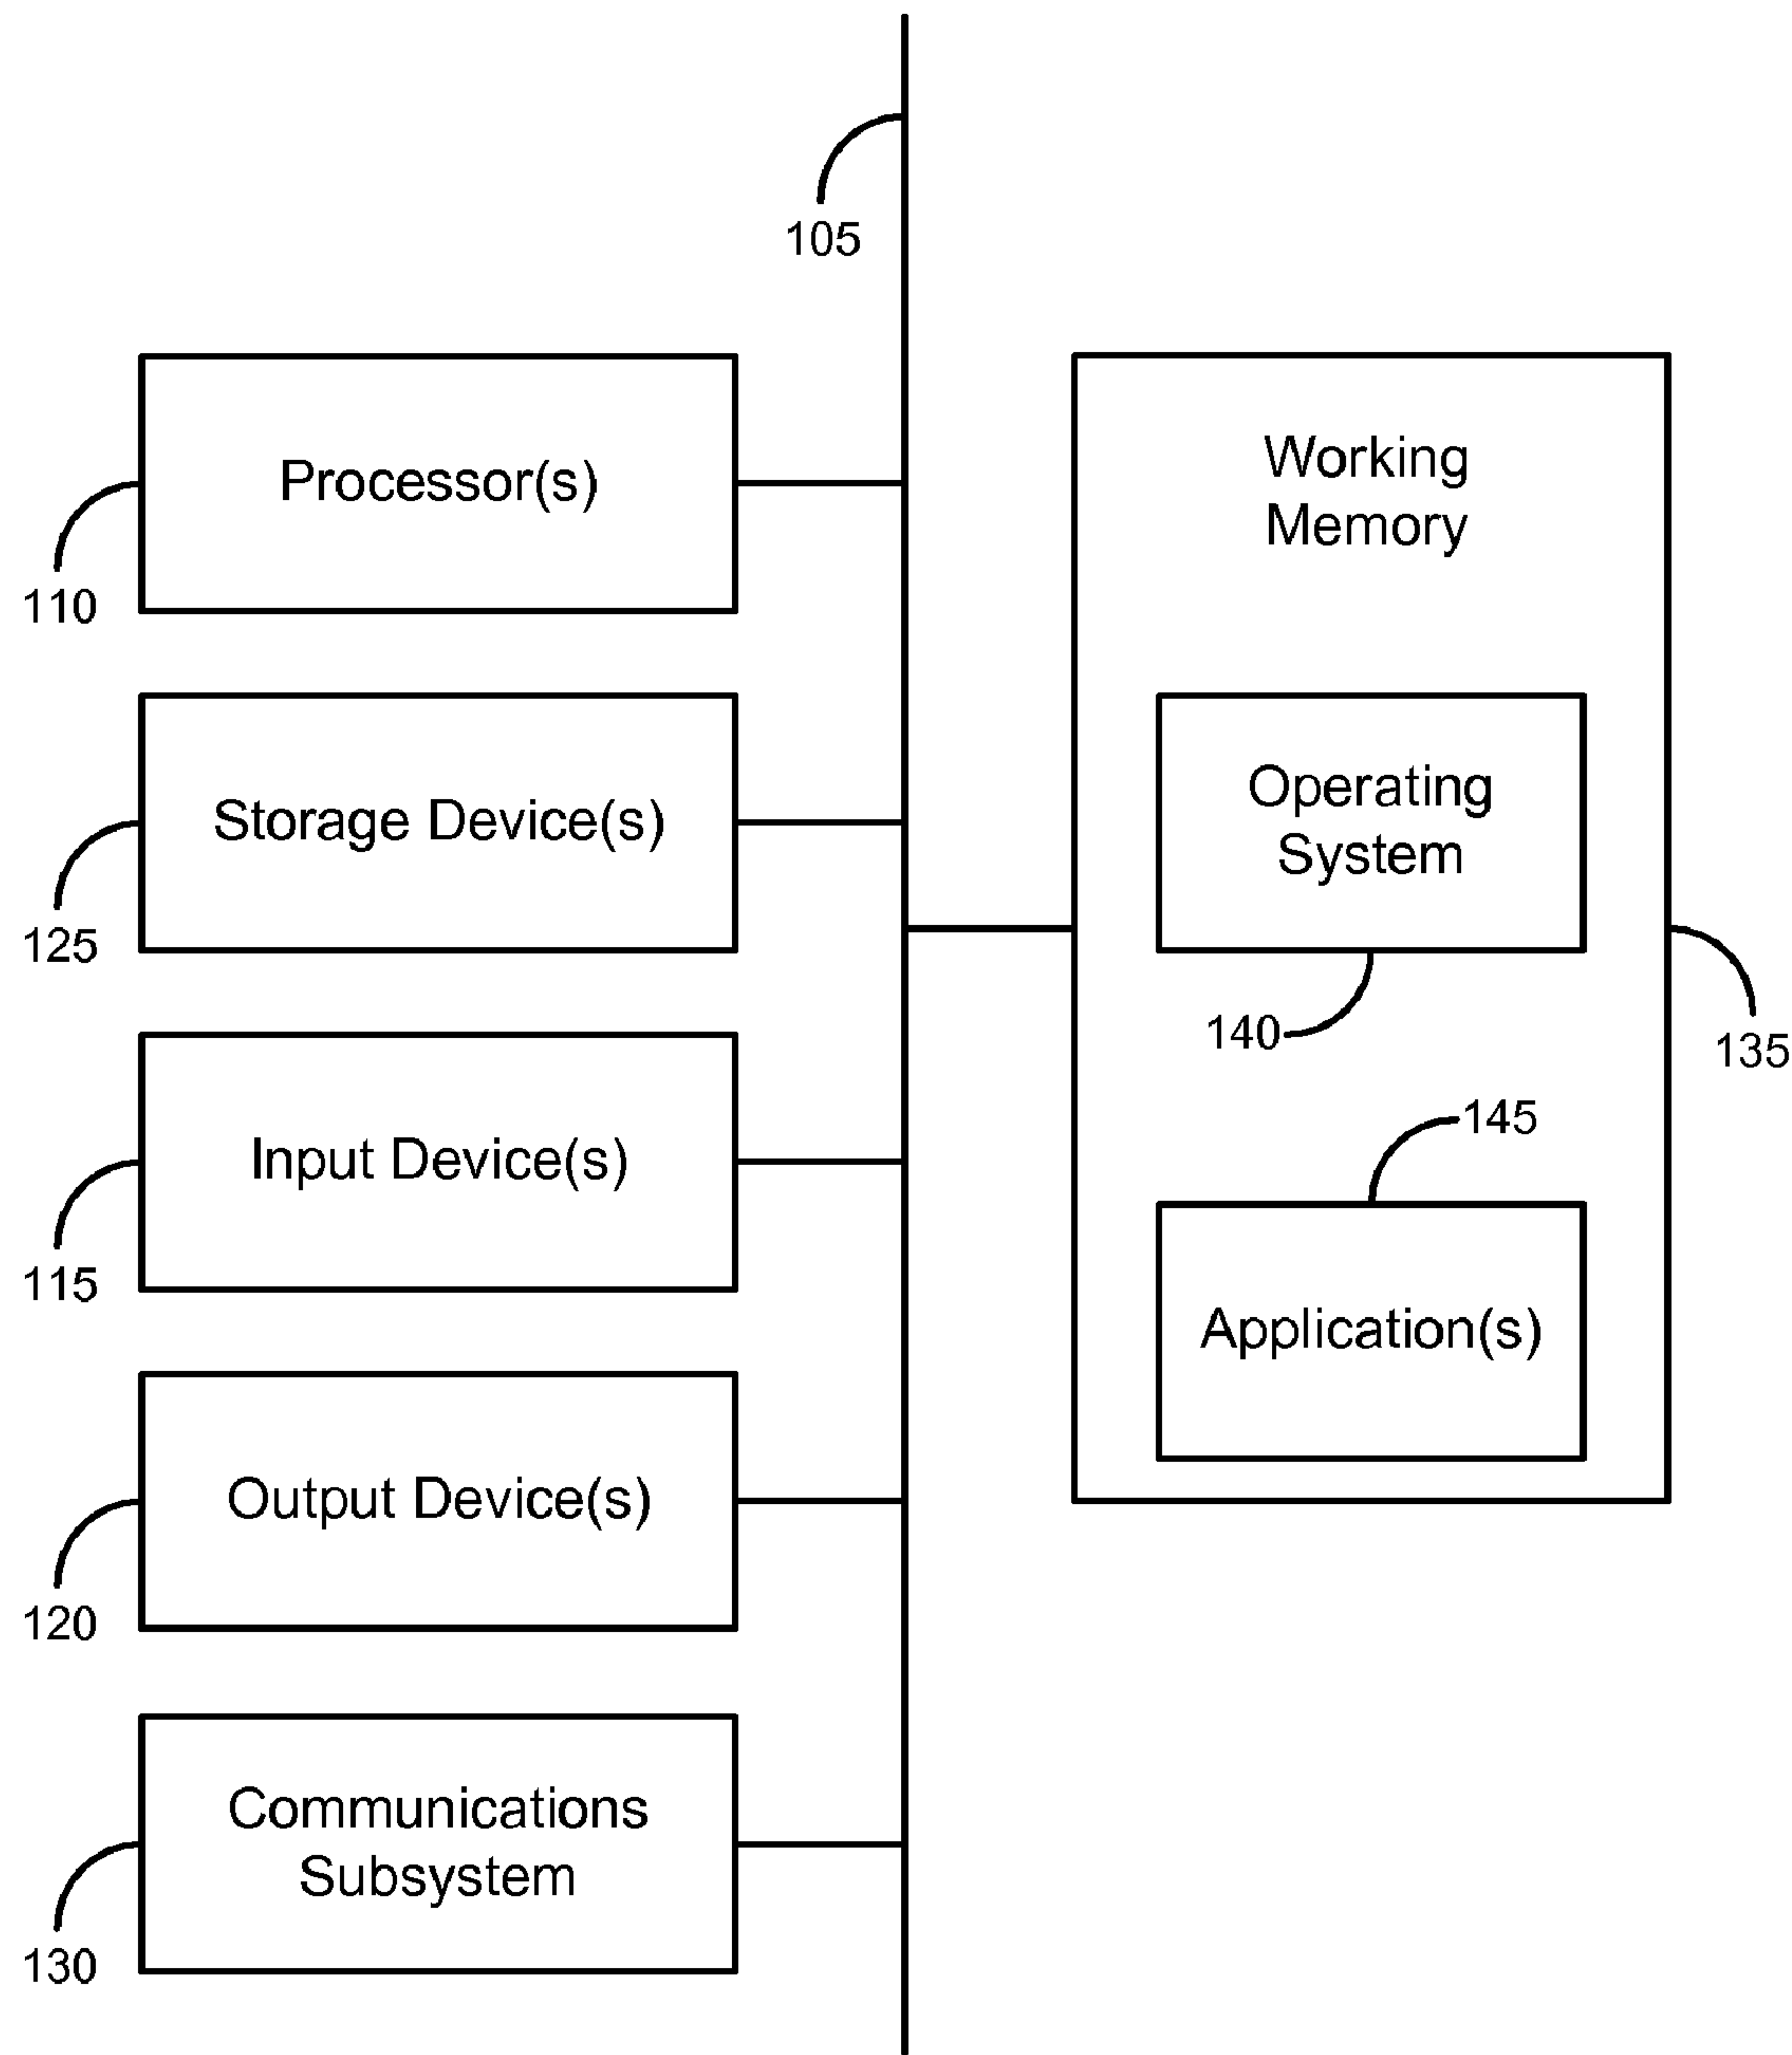 105
Processor(s)
110
Storage Device(s)
125
Input Device(s)
115
Output Device(s)
120
Communications
Subsystem
130
Working
Memory
Operating
System
140
135
145
Application(s)